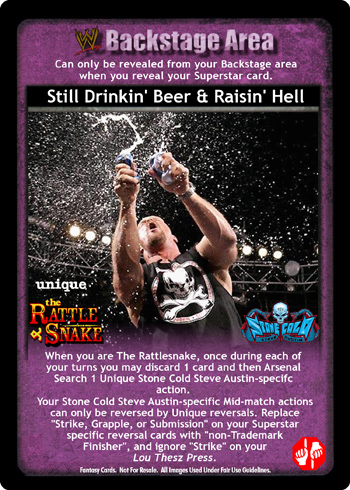 W Backstage Area
Can only be revealed from your Backstage area
when you reveal your Superstar card.
Still Drinkin' Beer & Raisin' Hell
unique
the
RATTLE
SNAKE
STONE COLD
When you are The Rattlesnake, once during each of
your turns you may discard 1 card and then Arsenal
Search 1 Unique Stone Cold Steve Austin-specifc
action.
Your Stone Cold Steve Austin-specific Mid-match actions
can only be reversed by Unique reversals. Replace
"Strike, Grapple, or Submission" on your Superstar
specific reversal cards with "non-Trademark
Finisher", and ignore "Strike" on your
Lou Thesz Press.
Fantasy Cards. Not For Resale. All Images Used Under Fair Use Guidelines.